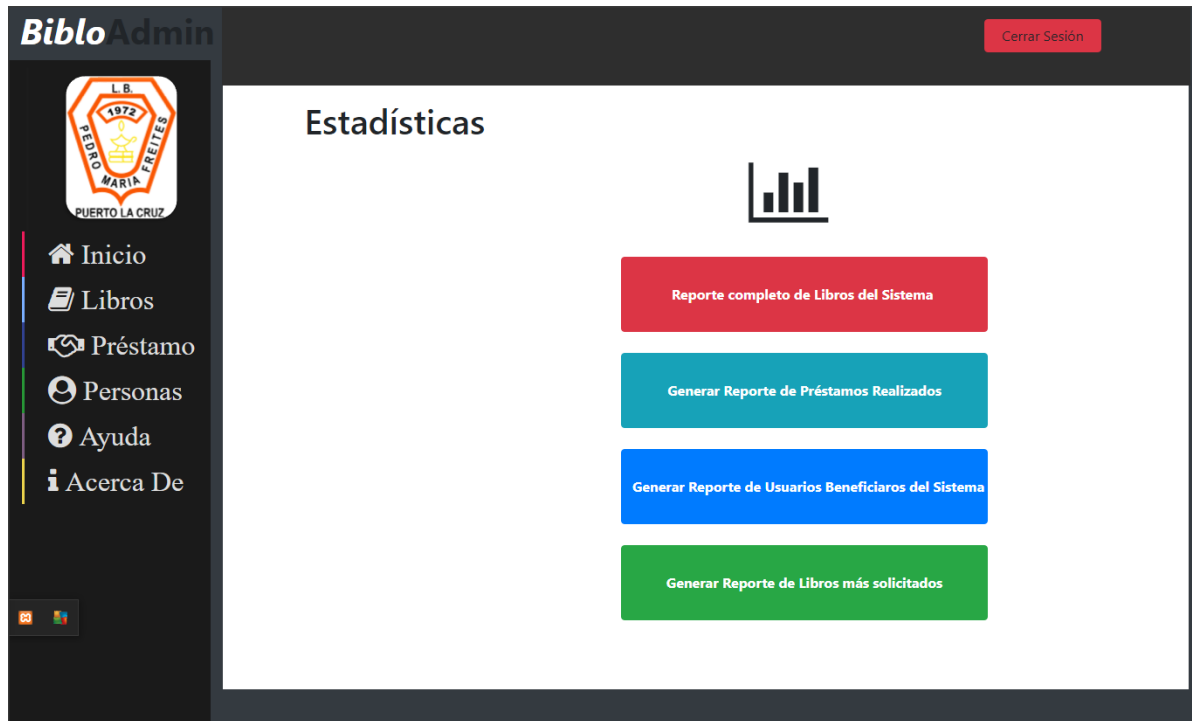 BibloAdmin
Cerrar Sesión
L.B.
1972
PEDRO MARIA FREITES
PUERTO LA CRUZ
Inicio
Libros
Préstamo
Personas
Ayuda
Acerca De
Estadísticas
Reporte completo de Libros del Sistema
Generar Reporte de Préstamos Realizados
Generar Reporte de Usuarios Beneficiaros del Sistema
Generar Reporte de Libros más solicitados